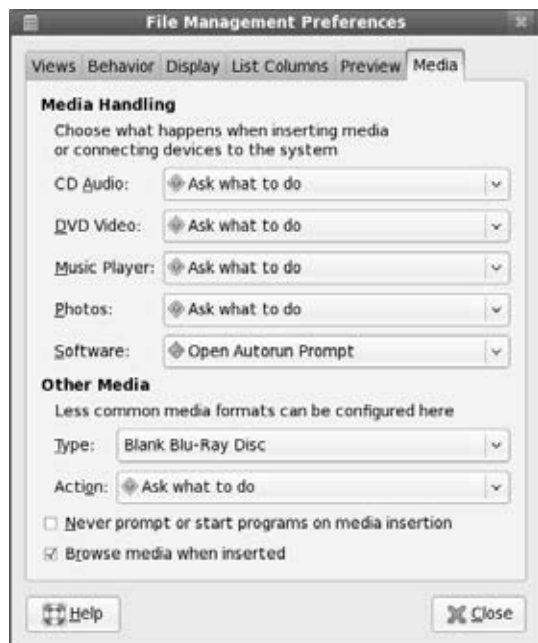 File Management Preferences
Views Behavior Display List Columns Preview Media
Media Handling
Choose what happens when inserting media
or connecting devices to the system
CD Audio: Ask what to do
DVD Video: Ask what to do
Music Player: Ask what to do
Photos: Ask what to do
Software: Open Autorun Prompt
Other Media
Less common media formats can be configured here
Type: Blank Blu-Ray Disc
Action: Ask what to do
Never prompt or start programs on media insertion
Browse media when inserted
Help Close